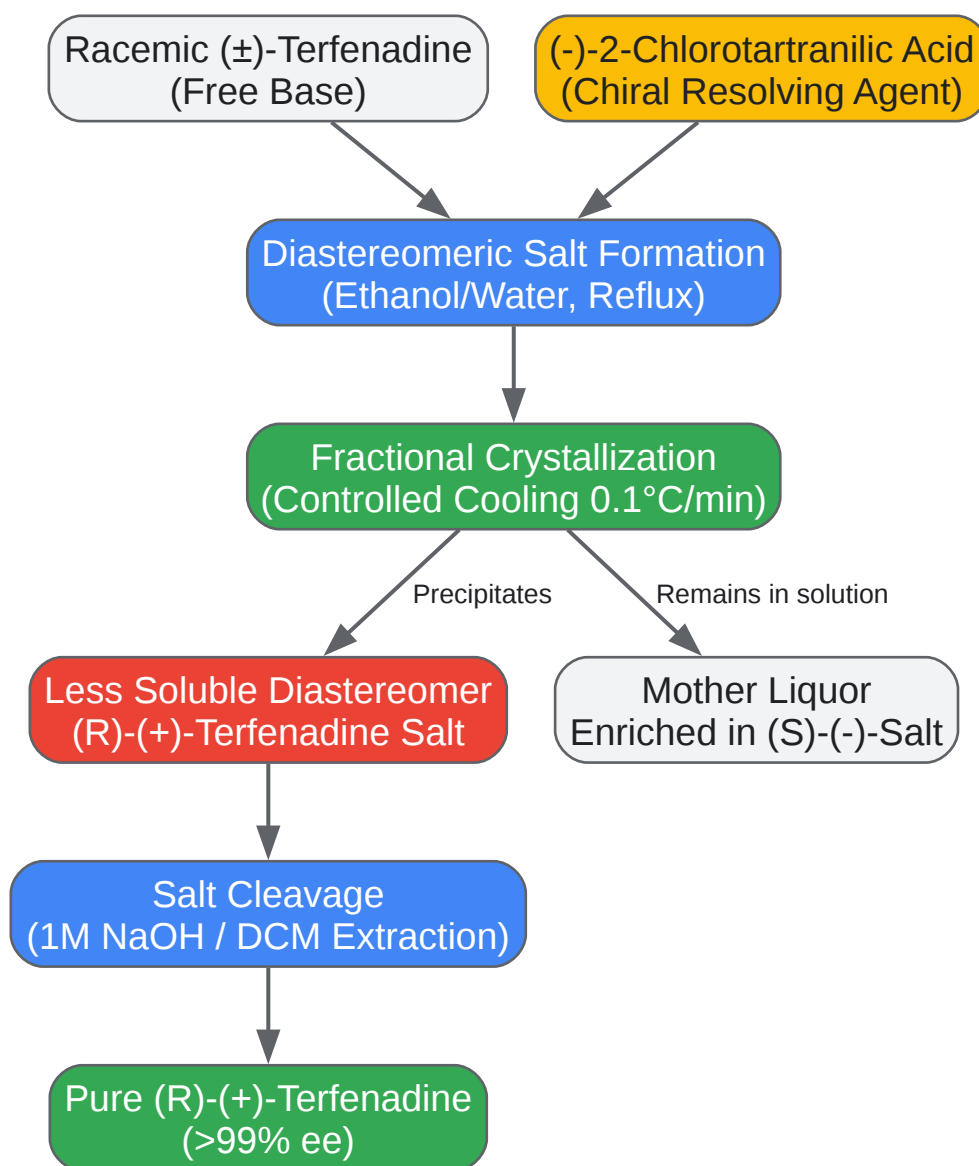 Racemic (±)-Terfenadine
(Free Base)
(-)-2-Chlorotartranilic Acid
(Chiral Resolving Agent)
Diastereomeric Salt Formation
(Ethanol/Water, Reflux)
Fractional Crystallization
(Controlled Cooling 0.1°C/min)
Precipitates
Remains in solution
Less Soluble Diastereomer
(R)-(+)-Terfenadine Salt
Mother Liquor
Enriched in (S)-(-)-Salt
Salt Cleavage
(1M NaOH / DCM Extraction)
Pure (R)-(+)-Terfenadine
(>99% ee)